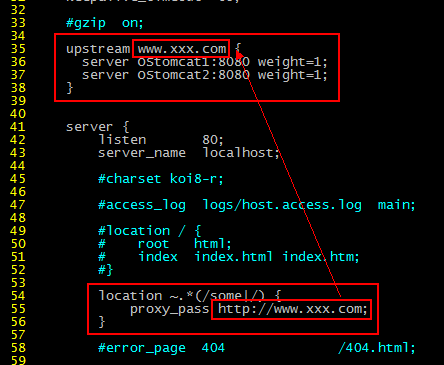 33 #gzip on;
34
35 upstream www.xxx.com {
36 server OStomcat1:8080 weight=1;
37 server OStomcat2:8080 weight=1;
38 }
39
40
41 server {
42 listen 80;
43 server_name localhost;
44
45 #charset koi8-r;
46
47 #access_log logs/host.access.log main;
48
49 #location / {
50 # root html;
51 # index index.html index.htm;
52 #}
53
54 location ~.*(/some|/) {
55 proxy_pass http://www.xxx.com;
56 }
57
58 #error_page 404 /404.html;
59